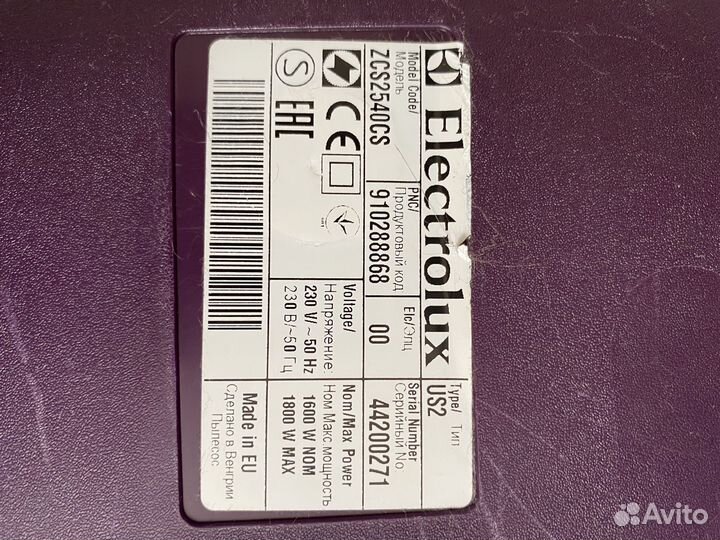 Electrolux
Type/ Тип
US2
Model Code/
Модель
ZCS2540CS
PNC/
Продуктовый код
910288868
Elc/Элц
00
Serial Number
Серийный No
44200271
CE
S
EAC
Voltage/
Напряжение:
230 V/~ 50 Hz
230 В/~50 Гц
Nom/Max Power
Ном Макс.мощность
1600 W NOM
1800 W MAX
Made in EU
Сделано в Венгрии
Пылесос
Avito